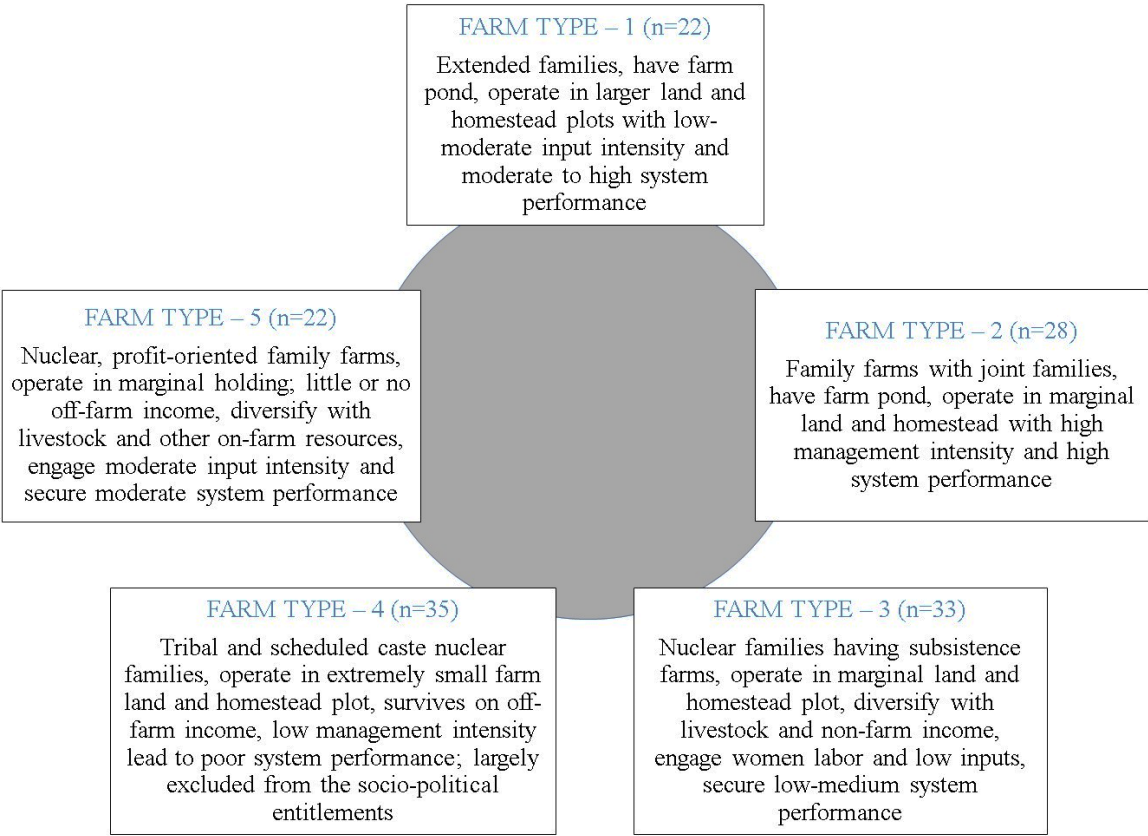 FARM TYPE – 1 (n=22)
Extended families, have farm
pond, operate in larger land and
homestead plots with low-
moderate input intensity and
moderate to high system
performance
FARM TYPE – 5 (n=22)
Nuclear, profit-oriented family farms,
operate in marginal holding; little or no
off-farm income, diversify with
livestock and other on-farm resources,
engage moderate input intensity and
secure moderate system performance
FARM TYPE – 2 (n=28)
Family farms with joint families,
have farm pond, operate in marginal
land and homestead with high
management intensity and high
system performance
FARM TYPE – 4 (n=35)
Tribal and scheduled caste nuclear
families, operate in extremely small farm
land and homestead plot, survives on off-
farm income, low management intensity
lead to poor system performance; largely
excluded from the socio-political
entitlements
FARM TYPE – 3 (n=33)
Nuclear families having subsistence
farms, operate in marginal land and
homestead plot, diversify with
livestock and non-farm income,
engage women labor and low inputs,
secure low-medium system
performance